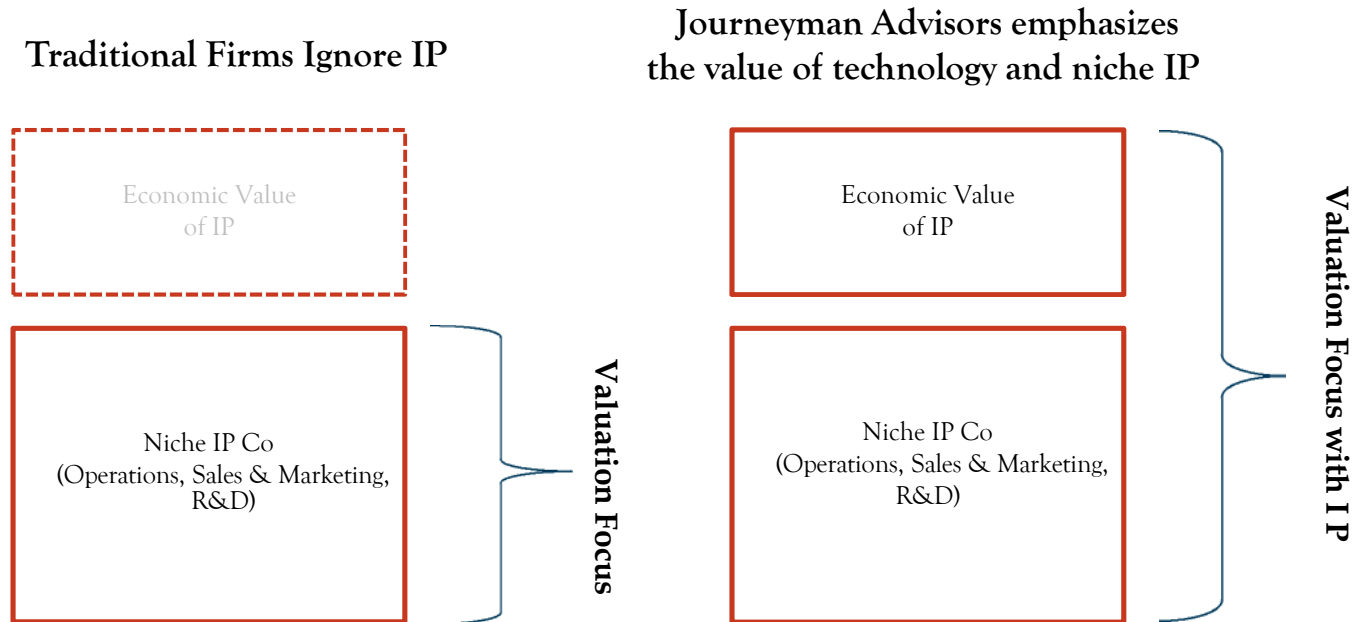 Traditional Firms Ignore IP
Economic Value
of IP
Niche IP Co
(Operations, Sales & Marketing,
R&D)
Valuation Focus
Journeyman Advisors emphasizes
the value of technology and niche IP
Economic Value
of IP
Niche IP Co
(Operations, Sales & Marketing,
R&D)
Valuation Focus with I P